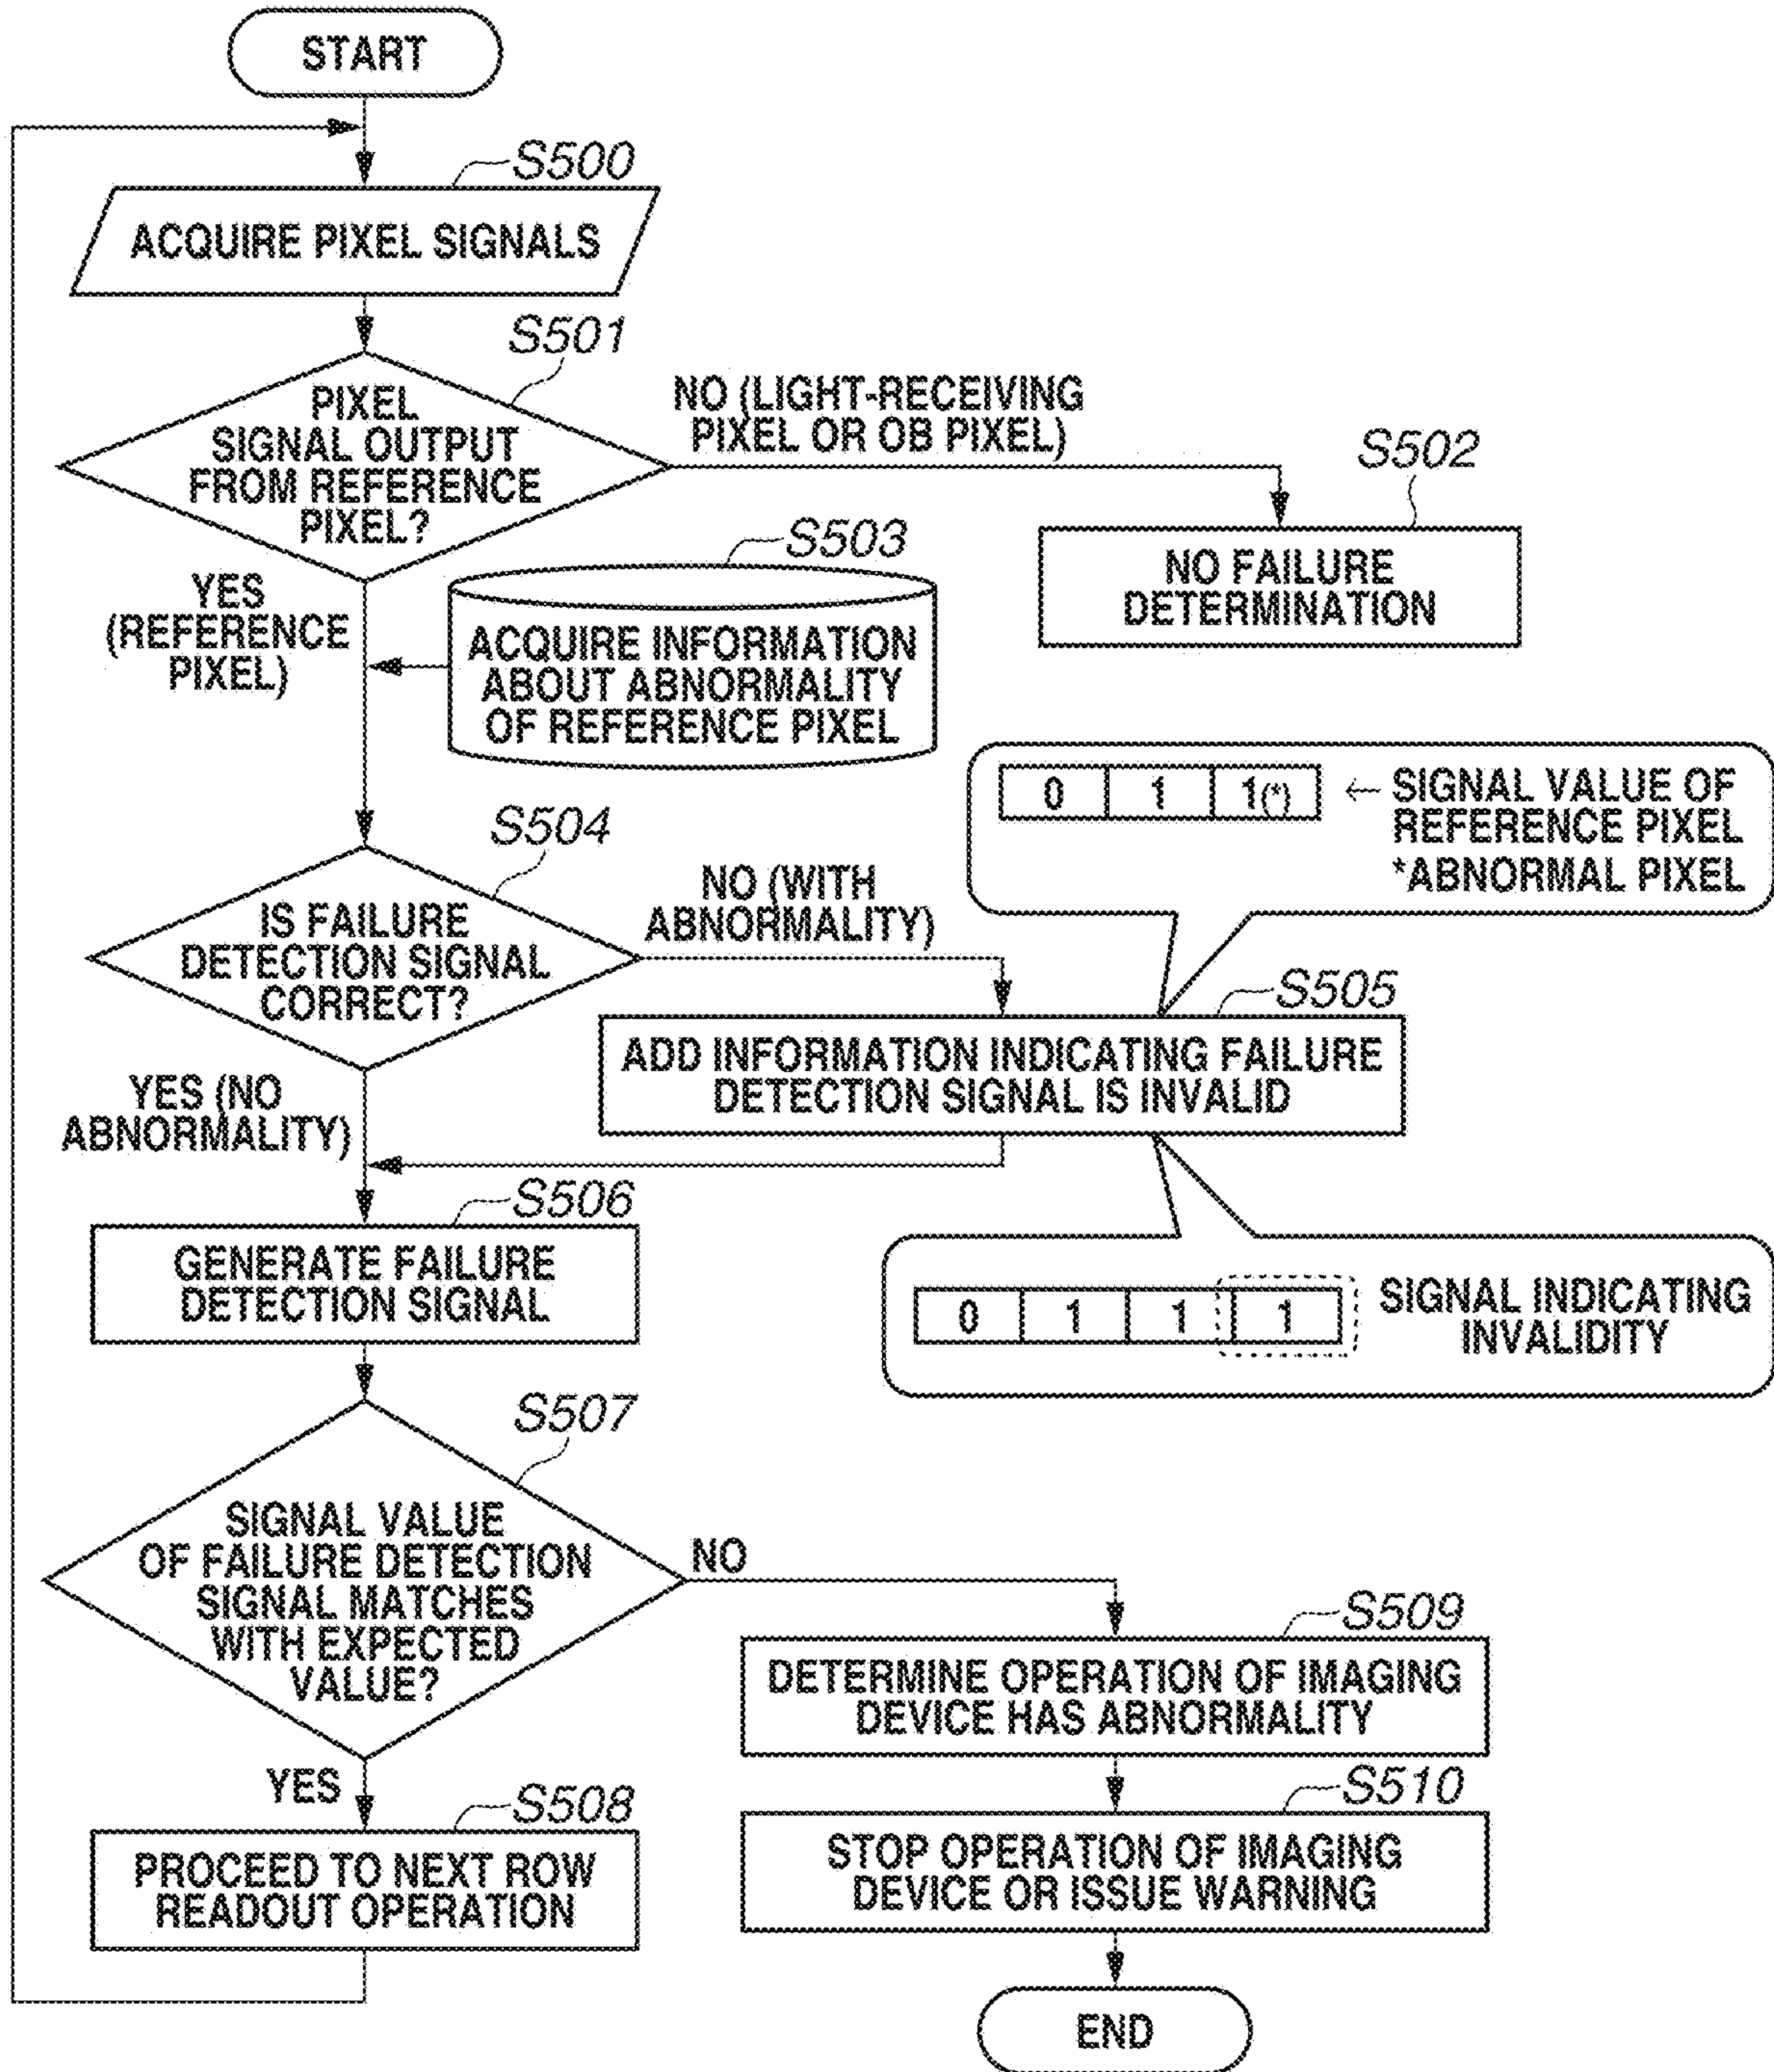 START
S500
ACQUIRE PIXEL SIGNALS
S501
PIXEL
SIGNAL OUTPUT
FROM REFERENCE
PIXEL?
NO (LIGHT-RECEIVING
PIXEL OR OB PIXEL)
S502
NO FAILURE
DETERMINATION
YES
(REFERENCE
PIXEL)
S503
ACQUIRE INFORMATION
ABOUT ABNORMALITY
OF REFERENCE PIXEL
0 1 1(*) ← SIGNAL VALUE OF
REFERENCE PIXEL
*ABNORMAL PIXEL
S504
IS FAILURE
DETECTION SIGNAL
CORRECT?
NO (WITH
ABNORMALITY)
S505
ADD INFORMATION INDICATING FAILURE
DETECTION SIGNAL IS INVALID
YES (NO
ABNORMALITY)
S506
GENERATE FAILURE
DETECTION SIGNAL
0 1 1 1 SIGNAL INDICATING
INVALIDITY
S507
SIGNAL VALUE
OF FAILURE DETECTION
SIGNAL MATCHES
WITH EXPECTED
VALUE?
NO
S509
DETERMINE OPERATION OF IMAGING
DEVICE HAS ABNORMALITY
YES
S508
PROCEED TO NEXT ROW
READOUT OPERATION
S510
STOP OPERATION OF IMAGING
DEVICE OR ISSUE WARNING
END